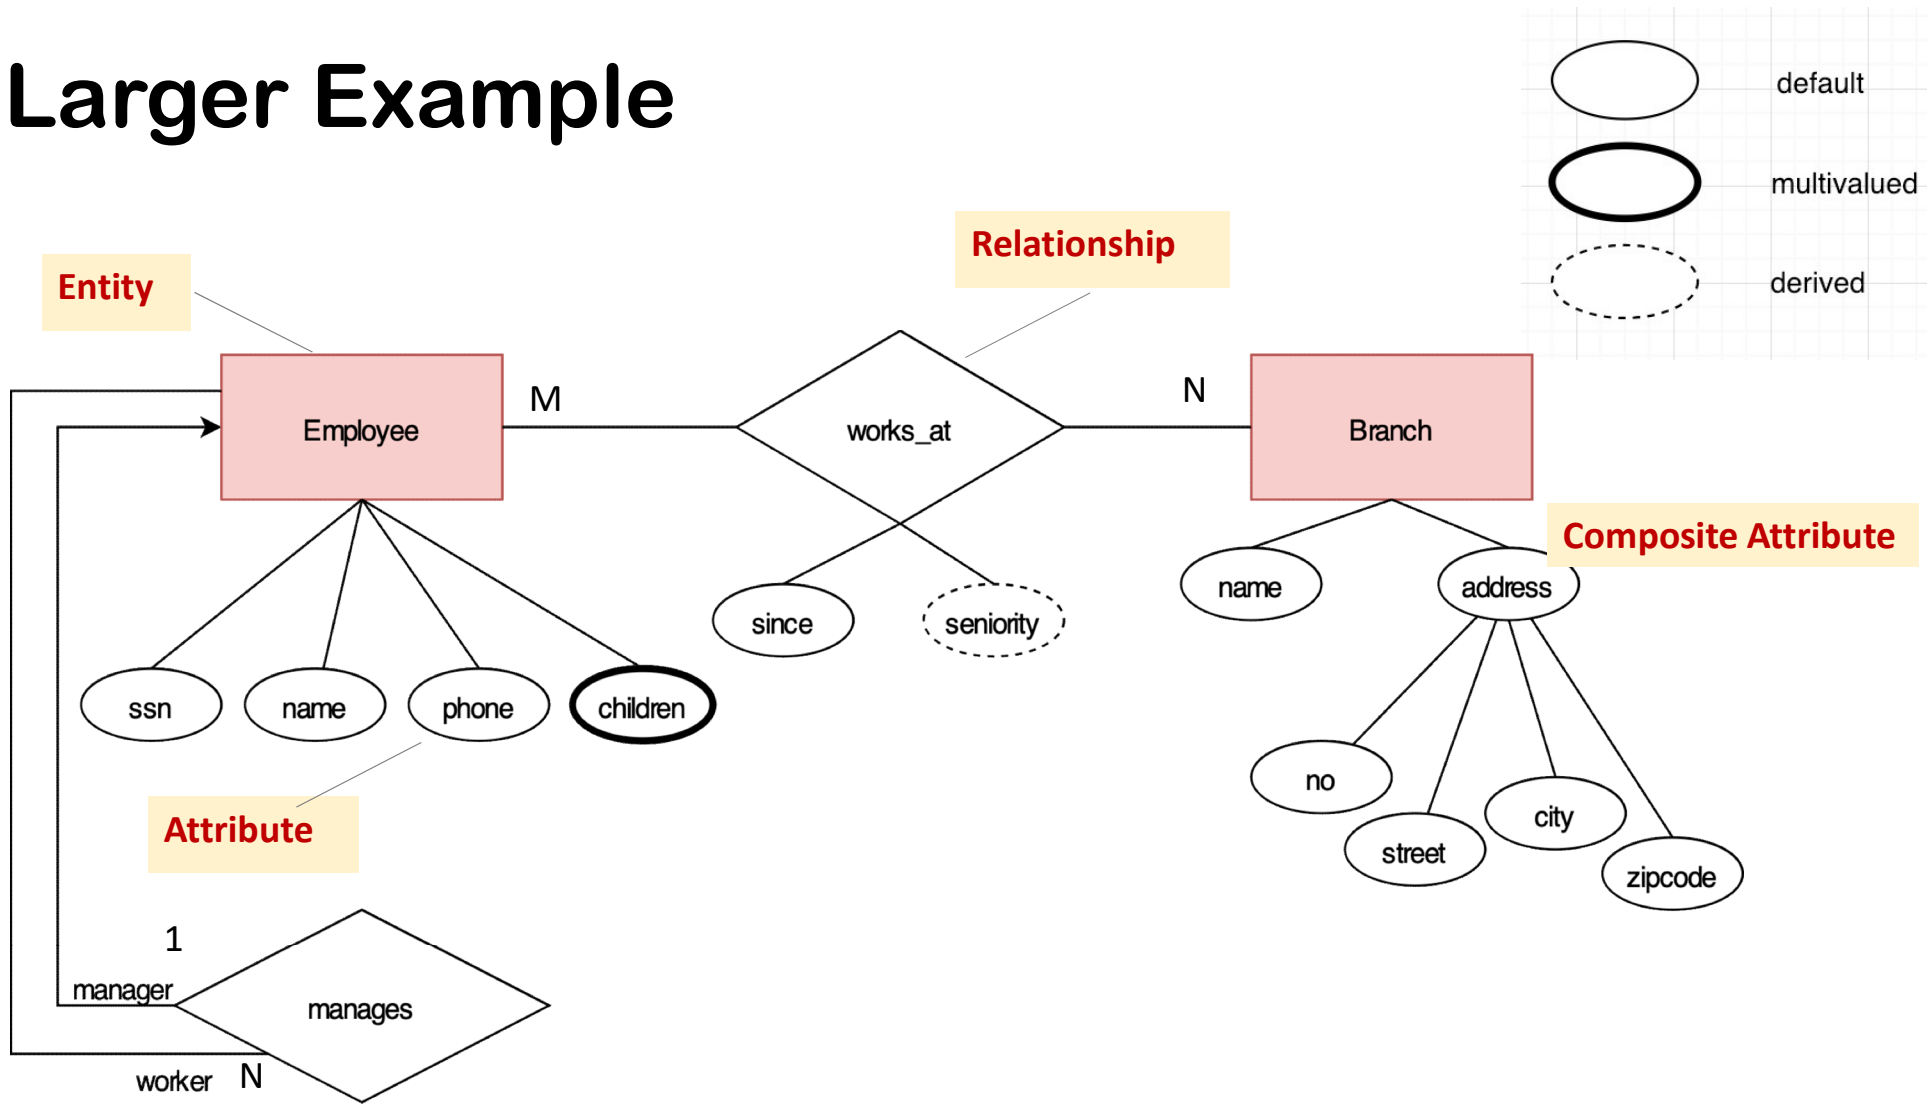 Larger Example
default
multivalued
derived
Relationship
Entity
M
N
Employee
works_at
Branch
Composite Attribute
name
address
since
seniority
ssn
name
phone
children
no
city
street
zipcode
Attribute
1
manager
manages
worker
N